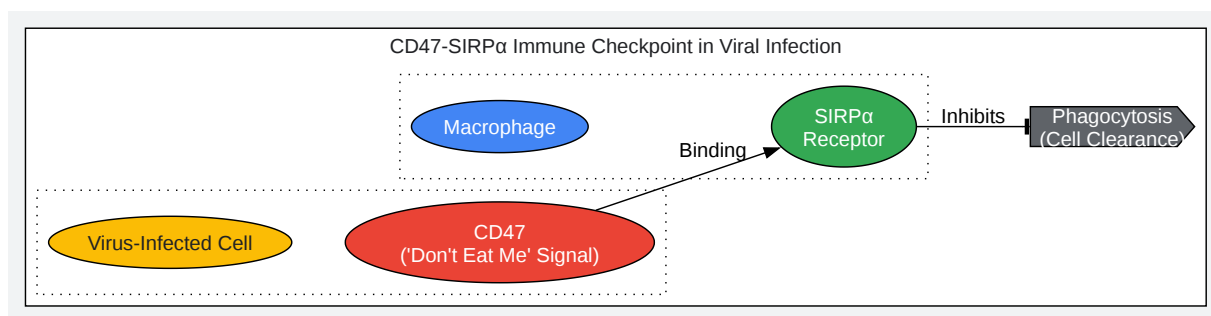 CD47-SIRPα Immune Checkpoint in Viral Infection
Macrophage
SIRPα
Receptor
Inhibits
Phagocytosis
(Cell Clearance)
Binding
Virus-Infected Cell
CD47
('Don't Eat Me' Signal)